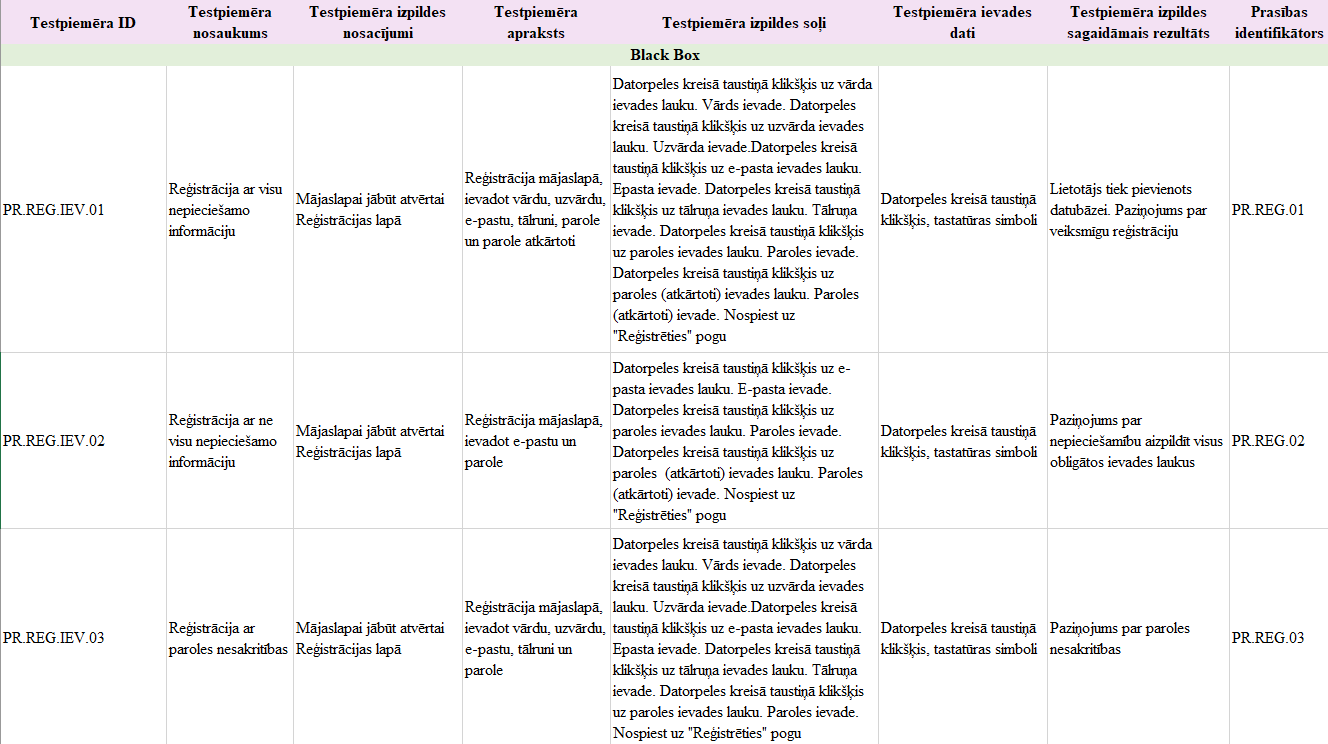 Testpiemēra ID
Testpiemēra
nosaukums
Testpiemēra izpildes
nosacījumi
Testpiemēra
apraksts
Testpiemēra izpildes soļi
Testpiemēra ievades
dati
Testpiemēra izpildes
sagaidāmais rezultāts
Prasības
identifikātors
Black Box
PR.REG.IEV.01
Reģistrācija ar visu
nepieciešamo
informāciju
Mājaslapai jābūt atvērtai
Reģistrācijas lapā
Reģistrācija mājaslapā,
ievadot vārdu, uzvārdu,
e-pastu, tālruni, parole
un parole atkārtoti
Datorpeles kreisā taustiņā klikšķis uz vārda
ievades lauku. Vārds ievade. Datorpeles
kreisā taustiņā klikšķis uz uzvārda ievades
lauku. Uzvārda ievade.Datorpeles kreisā
taustiņā klikšķis uz e-pasta ievades lauku.
Epasta ievade. Datorpeles kreisā taustiņā
klikšķis uz tālruņa ievades lauku. Tālruņa
ievade. Datorpeles kreisā taustiņā klikšķis
uz paroles ievades lauku. Paroles ievade.
Datorpeles kreisā taustiņā klikšķis uz
paroles (atkārtoti) ievades lauku. Paroles
(atkārtoti) ievade. Nospiest uz
"Reģistrēties" pogu
Datorpeles kreisā taustiņā
klikšķis, tastatūras simboli
Lietotājs tiek pievienots
datubāzei. Paziņojums par
veiksmīgu reģistrāciju
PR.REG.01
PR.REG.IEV.02
Reģistrācija ar ne
visu nepieciešamo
informāciju
Mājaslapai jābūt atvērtai
Reģistrācijas lapā
Reģistrācija mājaslapā,
ievadot e-pastu un
parole
Datorpeles kreisā taustiņā klikšķis uz e-
pasta ievades lauku. E-pasta ievade.
Datorpeles kreisā taustiņā klikšķis uz
paroles ievades lauku. Paroles ievade.
Datorpeles kreisā taustiņā klikšķis uz
paroles  (atkārtoti) ievades lauku. Paroles
(atkārtoti) ievade. Nospiest uz
"Reģistrēties" pogu
Datorpeles kreisā taustiņā
klikšķis, tastatūras simboli
Paziņojums par
nepieciešamību aizpildīt visus
obligātos ievades laukus
PR.REG.02
PR.REG.IEV.03
Reģistrācija ar
paroles nesakritības
Mājaslapai jābūt atvērtai
Reģistrācijas lapā
Reģistrācija mājaslapā,
ievadot vārdu, uzvārdu,
e-pastu, tālruni un
parole
Datorpeles kreisā taustiņā klikšķis uz vārda
ievades lauku. Vārds ievade. Datorpeles
kreisā taustiņā klikšķis uz uzvārda ievades
lauku. Uzvārda ievade.Datorpeles kreisā
taustiņā klikšķis uz e-pasta ievades lauku.
Epasta ievade. Datorpeles kreisā taustiņā
klikšķis uz tālruņa ievades lauku. Tālruņa
ievade. Datorpeles kreisā taustiņā klikšķis
uz paroles ievades lauku. Paroles ievade.
Nospiest uz "Reģistrēties" pogu
Datorpeles kreisā taustiņā
klikšķis, tastatūras simboli
Paziņojums par paroles
nesakritības
PR.REG.03